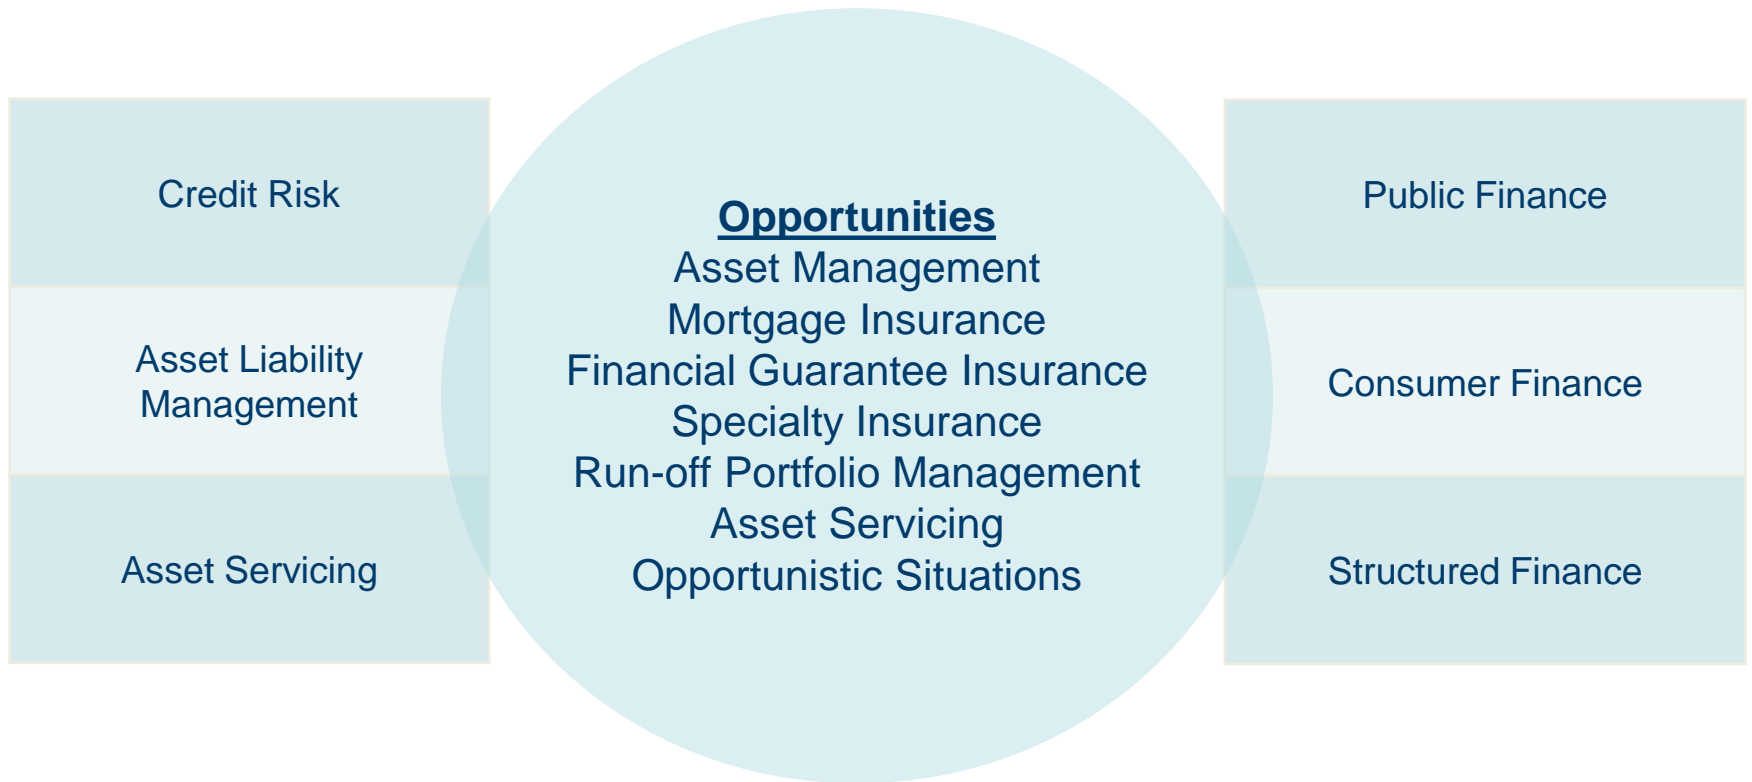 Credit Risk
Asset Liability
Management
Asset Servicing
Opportunities
Asset Management
Mortgage Insurance
Financial Guarantee Insurance
Specialty Insurance
Run-off Portfolio Management
Asset Servicing
Opportunistic Situations
Public Finance
Consumer Finance
Structured Finance